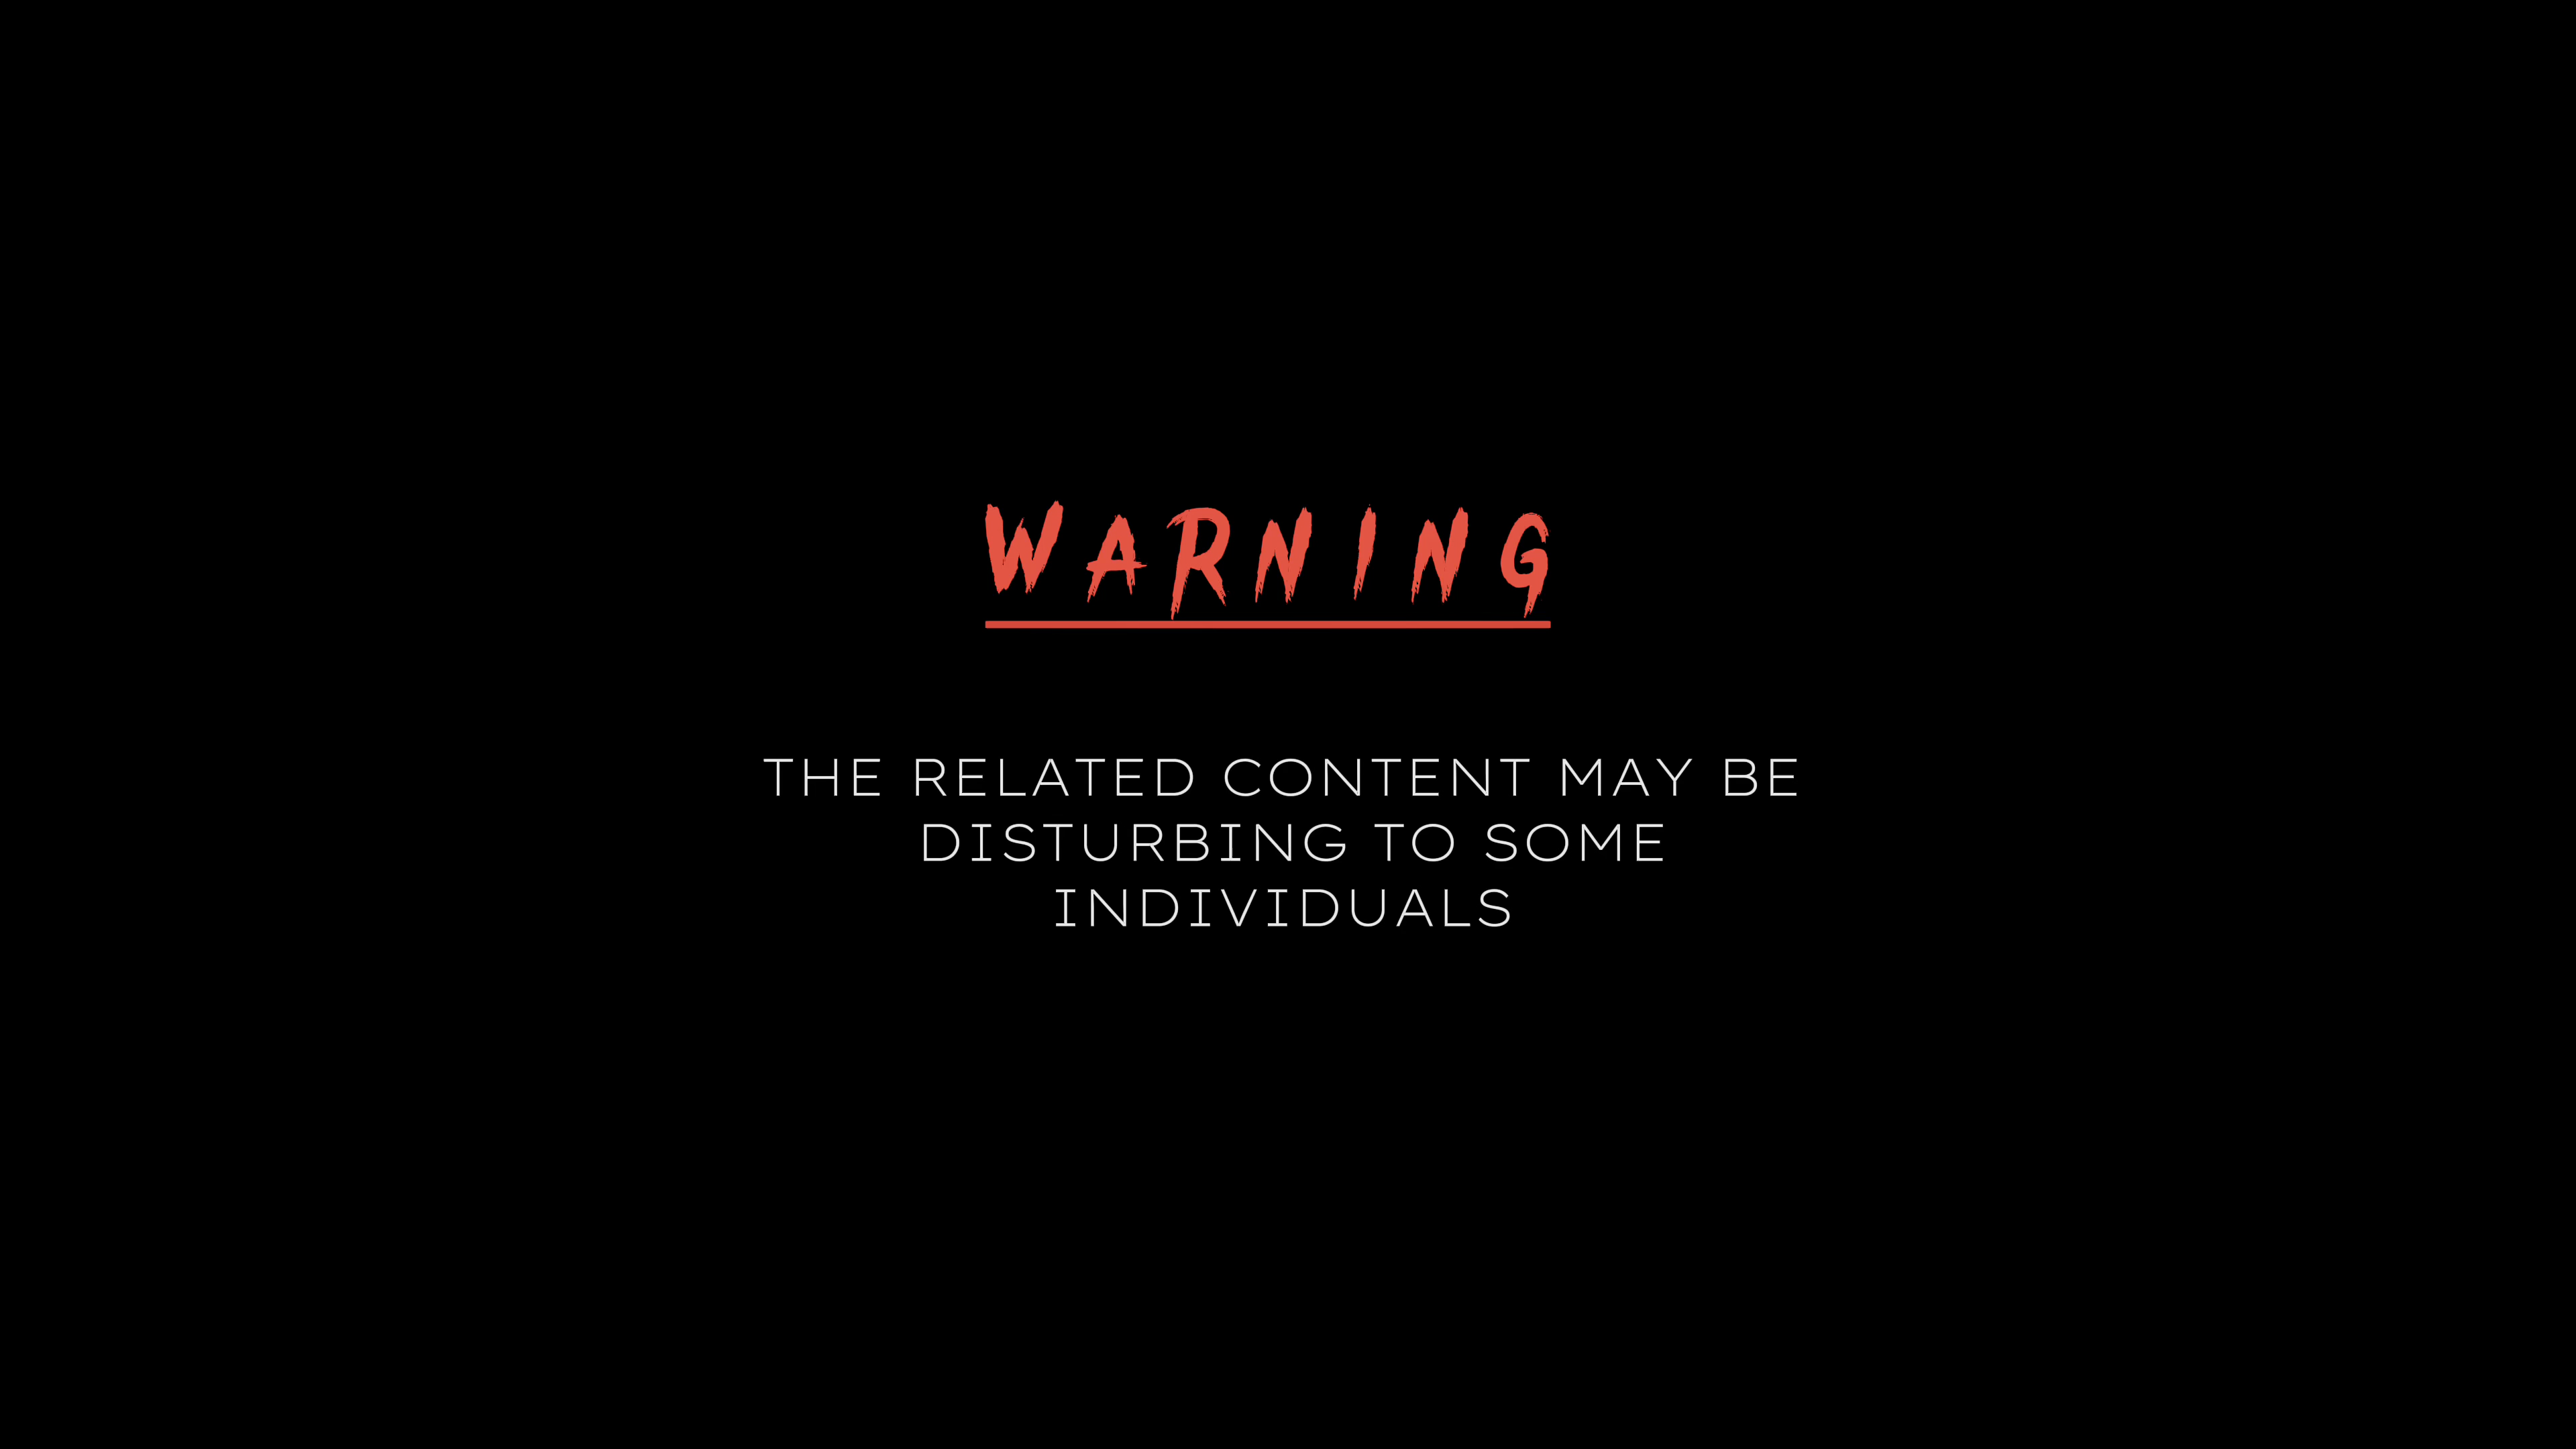 WARNING
THE RELATED CONTENT MAY BE
DISTURBING TO SOME
INDIVIDUALS